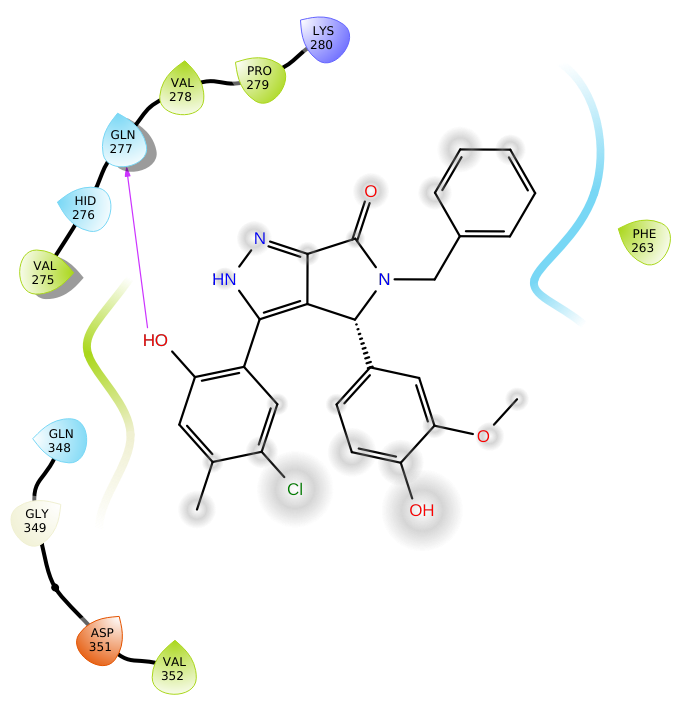 LYS
280
PRO
279
VAL
278
GLN
277
HID
276
VAL
275
PHE
263
O
N
HN
N
HO
Cl
O
OH
GLN
348
GLY
349
ASP
351
VAL
352